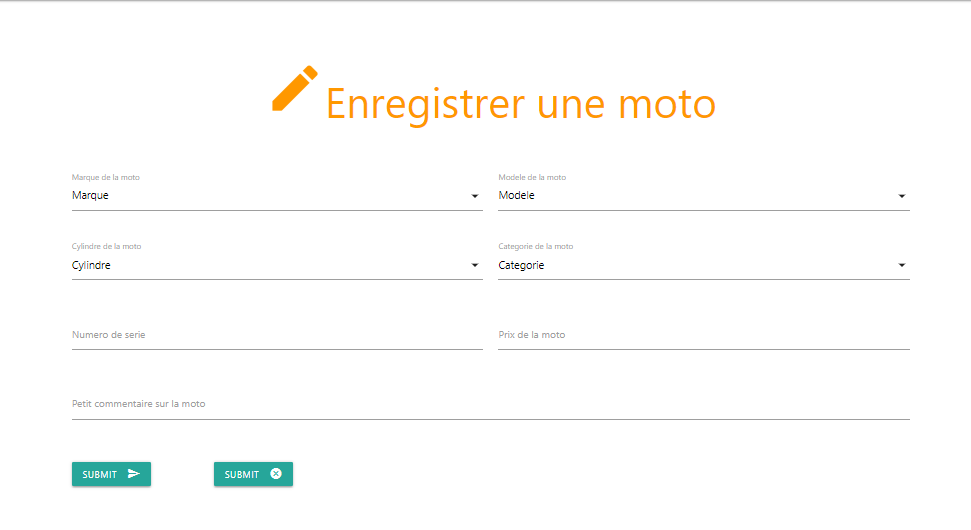 Enregistrer une moto
Marque de la moto
Modele de la moto
Marque
Modele
Cylindre de la moto
Categorie de la moto
Cylindre
Categorie
Numero de serie
Prix de la moto
Petit commentaire sur la moto
SUBMIT
SUBMIT